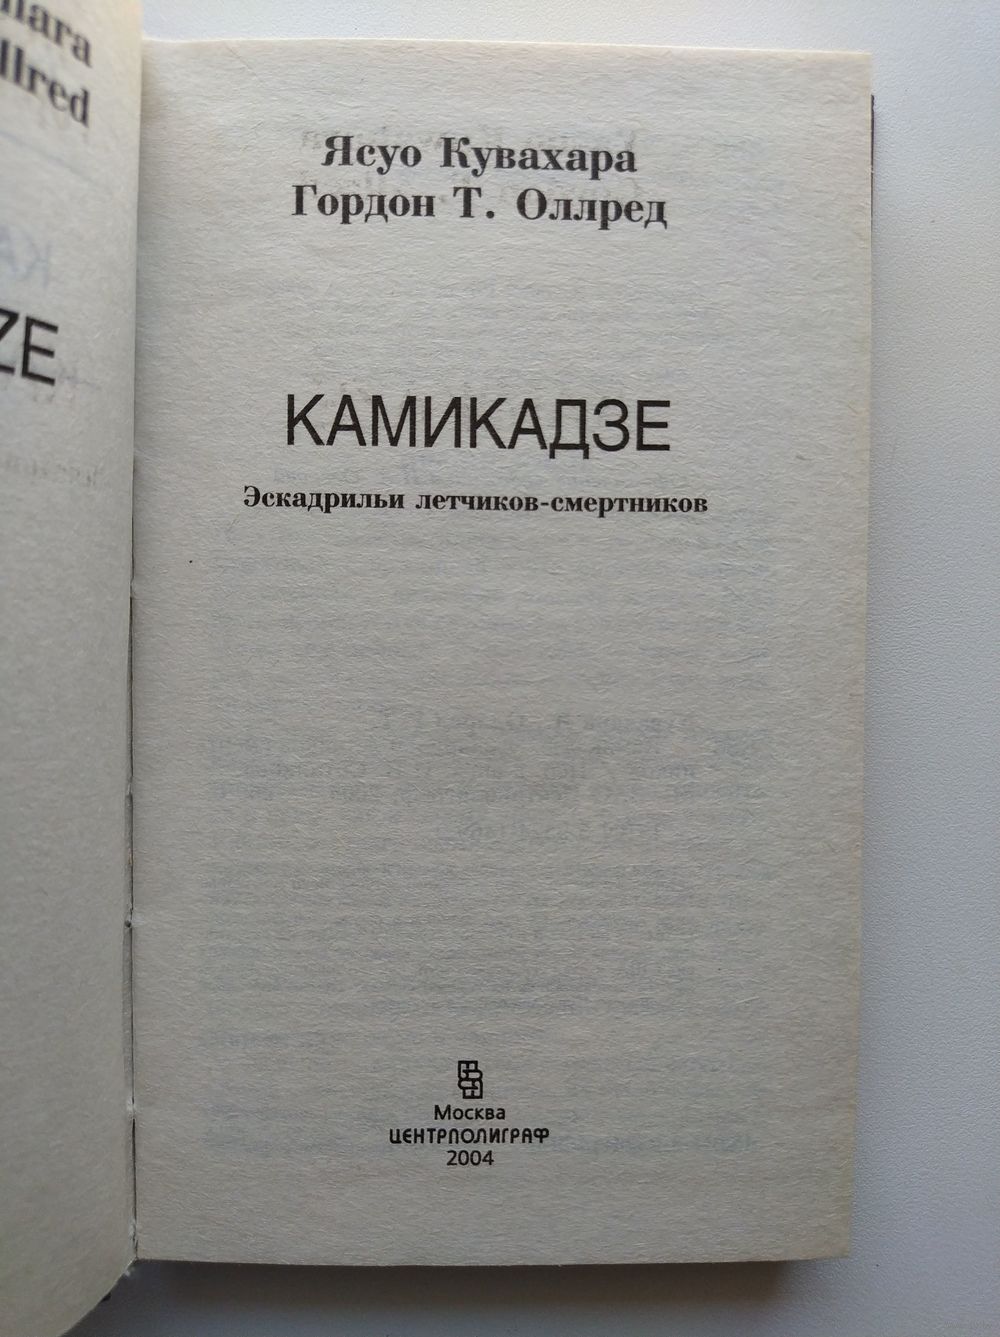 Ясуо Кувахара
Гордон Т. Оллред
КАМИКАДЗЕ
Эскадрильи летчиков-смертников
Москва
ЦЕНТРПОЛИГРАФ
2004